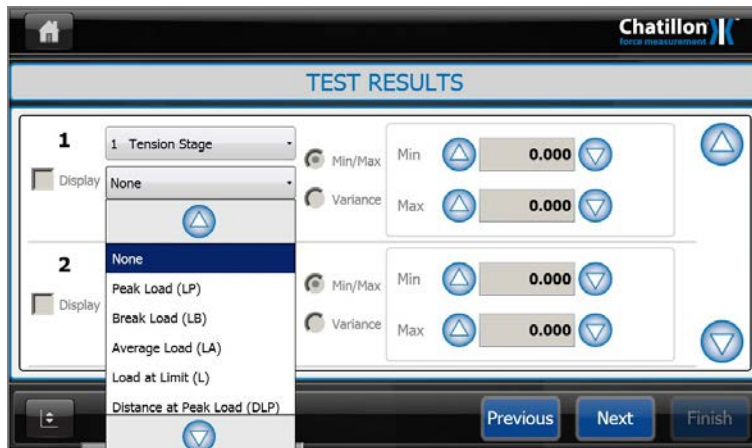 Chatillon
force measurement
TEST RESULTS
1
1 Tension Stage
Display
None
Min/Max
Variance
Min
0.000
Max
0.000
None
Peak Load (LP)
Break Load (LB)
Average Load (LA)
Load at Limit (L)
Distance at Peak Load (DLP)
2
Display
Min/Max
Variance
Min
0.000
Max
0.000
Previous
Next
Finish